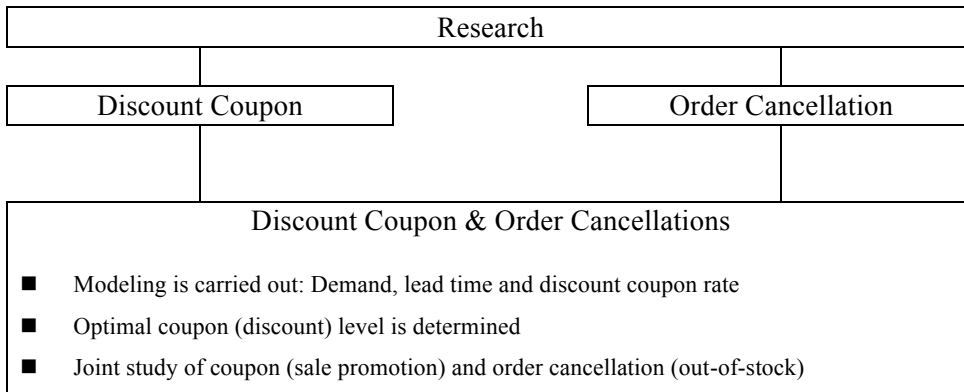 Research
Discount Coupon
Order Cancellation
Discount Coupon & Order Cancellations
■ Modeling is carried out: Demand, lead time and discount coupon rate
■ Optimal coupon (discount) level is determined
■ Joint study of coupon (sale promotion) and order cancellation (out-of-stock)